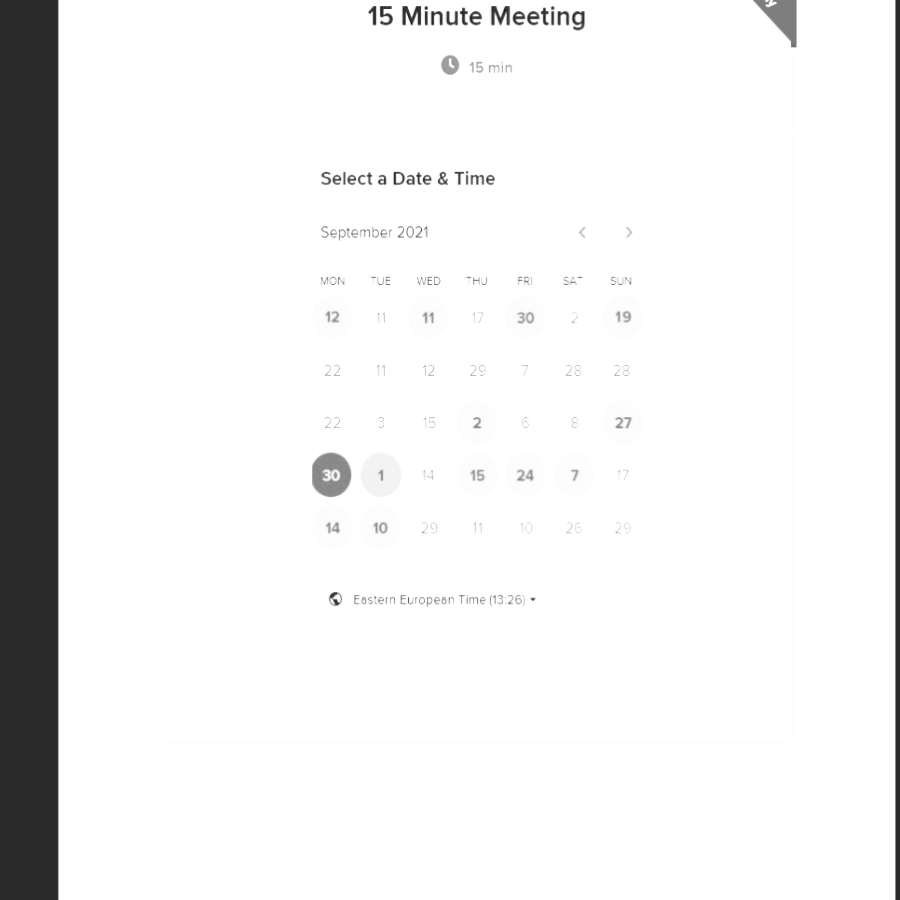 15 Minute Meeting
15 min
Select a Date & Time
September 2021
MON TUE WED THU FRI SAT SUN
12 11 11 17 30 2 19
22 11 12 29 7 28 28
22 3 15 2 6 8 27
30 1 14 15 24 7 17
14 10 29 11 10 26 29
Eastern European Time (13:26)